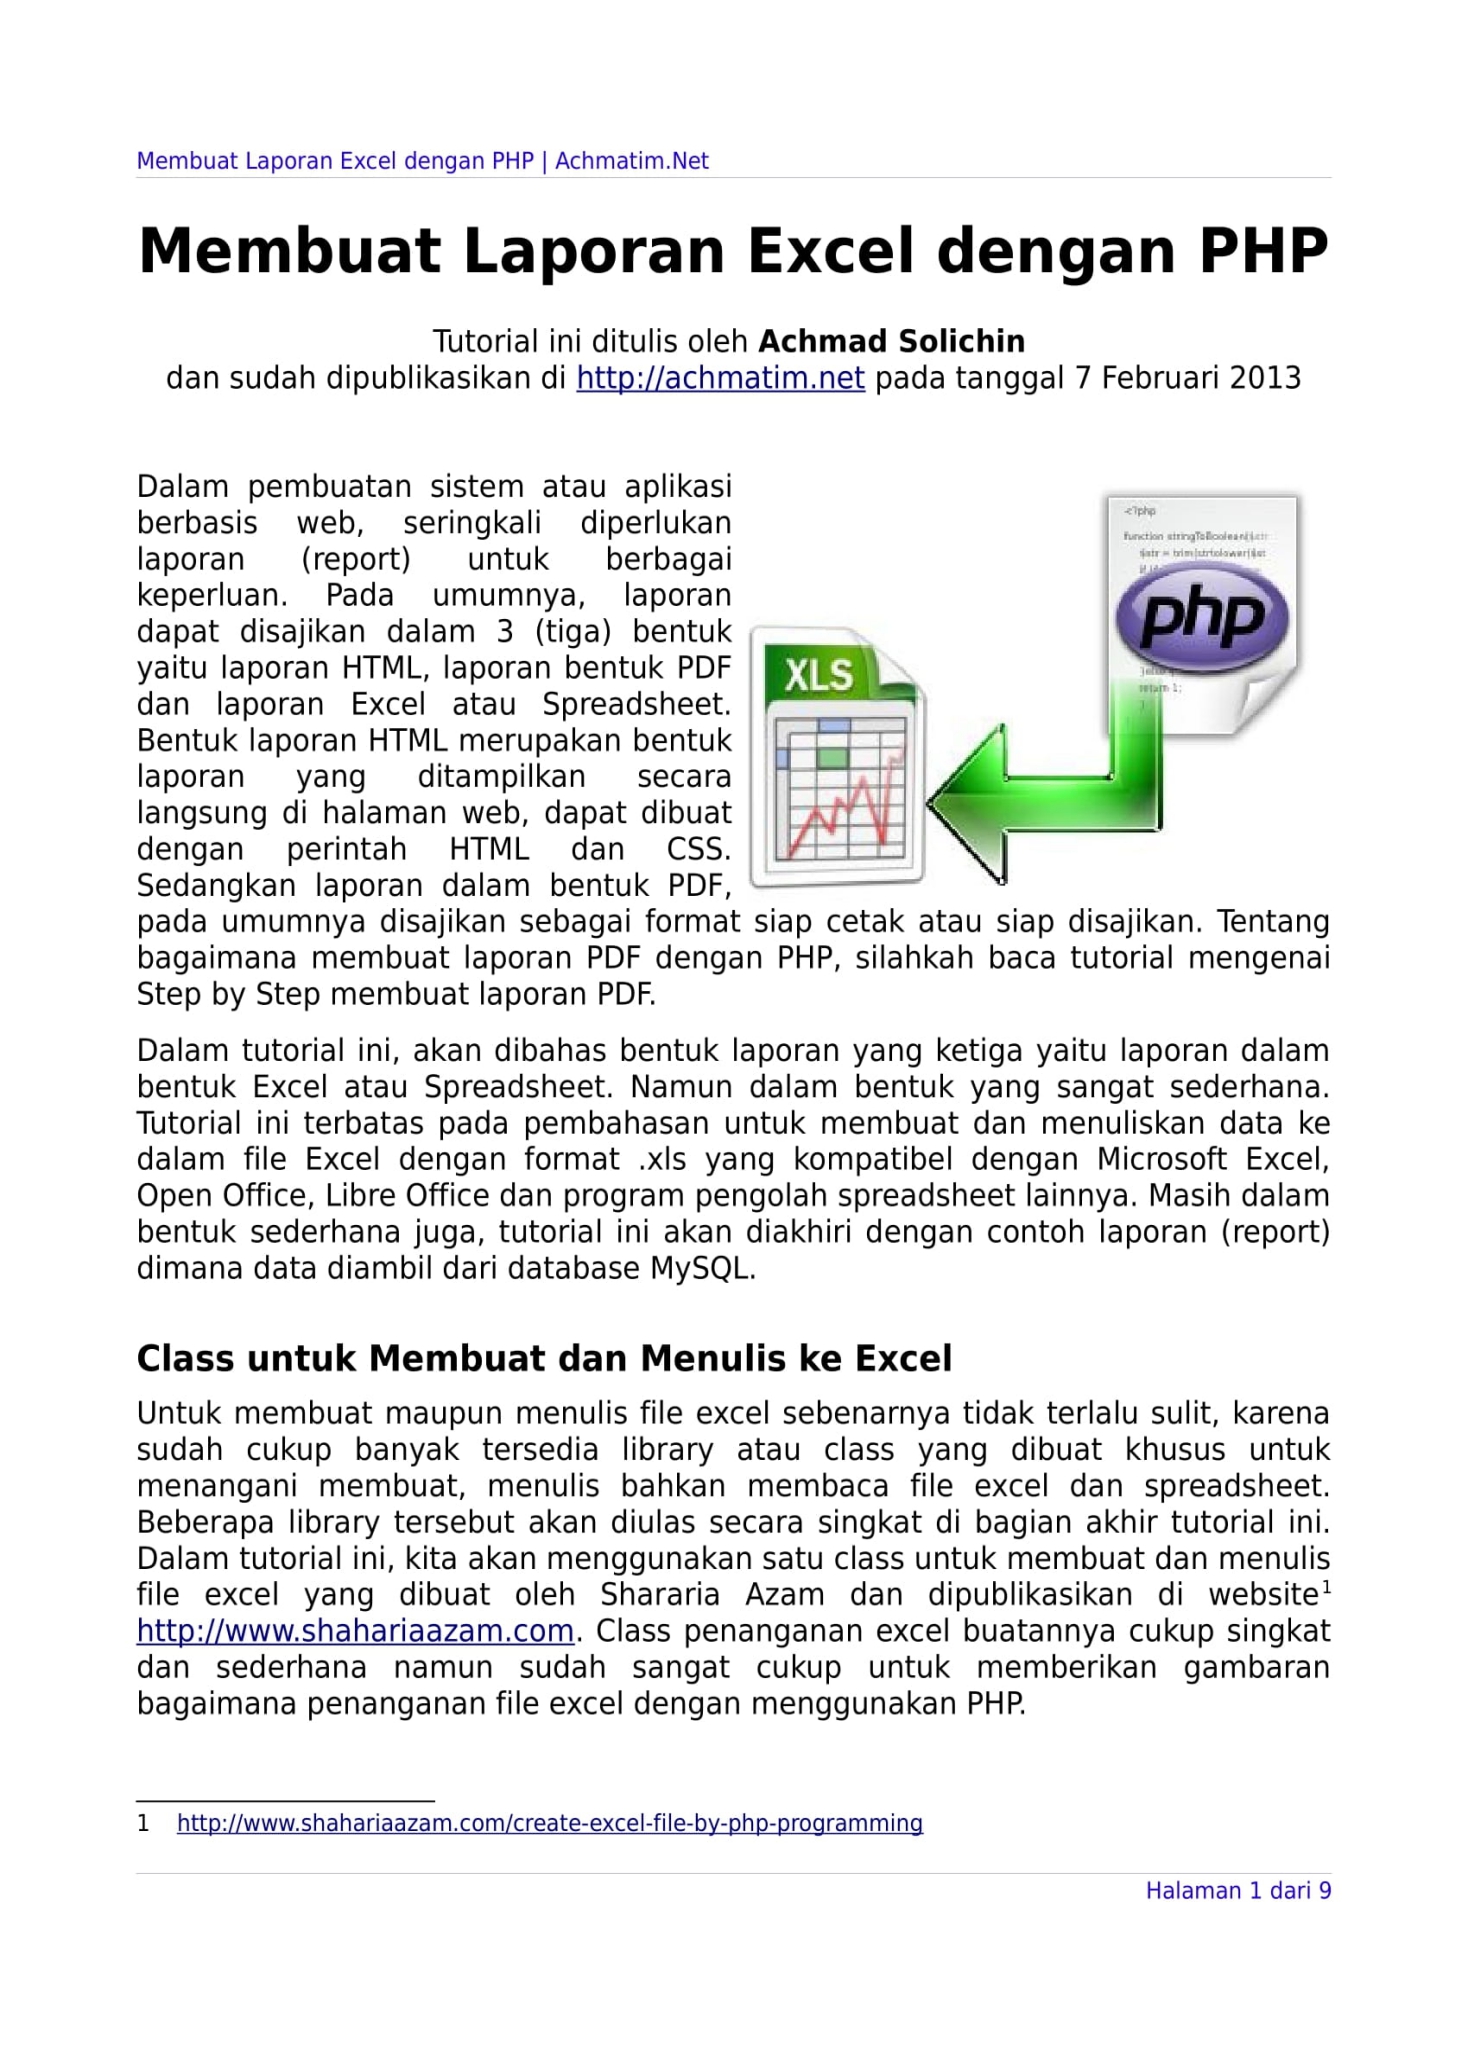 Membuat Laporan Excel dengan PHP | Achmatim.Net
Membuat Laporan Excel dengan PHP
Tutorial ini ditulis oleh Achmad Solichin
dan sudah dipublikasikan di http://achmatim.net pada tanggal 7 Februari 2013
Dalam pembuatan sistem atau aplikasi
berbasis web, seringkali diperlukan
laporan (report) untuk berbagai
keperluan. Pada umumnya, laporan
dapat disajikan dalam 3 (tiga) bentuk
yaitu laporan HTML, laporan bentuk PDF
dan laporan Excel atau Spreadsheet.
Bentuk laporan HTML merupakan bentuk
laporan yang ditampilkan secara
langsung di halaman web, dapat dibuat
dengan perintah HTML dan CSS.
Sedangkan laporan dalam bentuk PDF,
<?php
function stringToBoolean($str
$str = trim(strtolower($st
php
return 1;
}
XLS
pada umumnya disajikan sebagai format siap cetak atau siap disajikan. Tentang
bagaimana membuat laporan PDF dengan PHP, silahkah baca tutorial mengenai
Step by Step membuat laporan PDF.
Dalam tutorial ini, akan dibahas bentuk laporan yang ketiga yaitu laporan dalam
bentuk Excel atau Spreadsheet. Namun dalam bentuk yang sangat sederhana.
Tutorial ini terbatas pada pembahasan untuk membuat dan menuliskan data ke
dalam file Excel dengan format .xls yang kompatibel dengan Microsoft Excel,
Open Office, Libre Office dan program pengolah spreadsheet lainnya. Masih dalam
bentuk sederhana juga, tutorial ini akan diakhiri dengan contoh laporan (report)
dimana data diambil dari database MySQL.
Class untuk Membuat dan Menulis ke Excel
Untuk membuat maupun menulis file excel sebenarnya tidak terlalu sulit, karena
sudah cukup banyak tersedia library atau class yang dibuat khusus untuk
menangani membuat, menulis bahkan membaca file excel dan spreadsheet.
Beberapa library tersebut akan diulas secara singkat di bagian akhir tutorial ini.
Dalam tutorial ini, kita akan menggunakan satu class untuk membuat dan menulis
file excel yang dibuat oleh Shararia Azam dan dipublikasikan di website1
http://www.shahariaazam.com. Class penanganan excel buatannya cukup singkat
dan sederhana namun sudah sangat cukup untuk memberikan gambaran
bagaimana penanganan file excel dengan menggunakan PHP.
1 http://www.shahariaazam.com/create-excel-file-by-php-programming
Halaman 1 dari 9